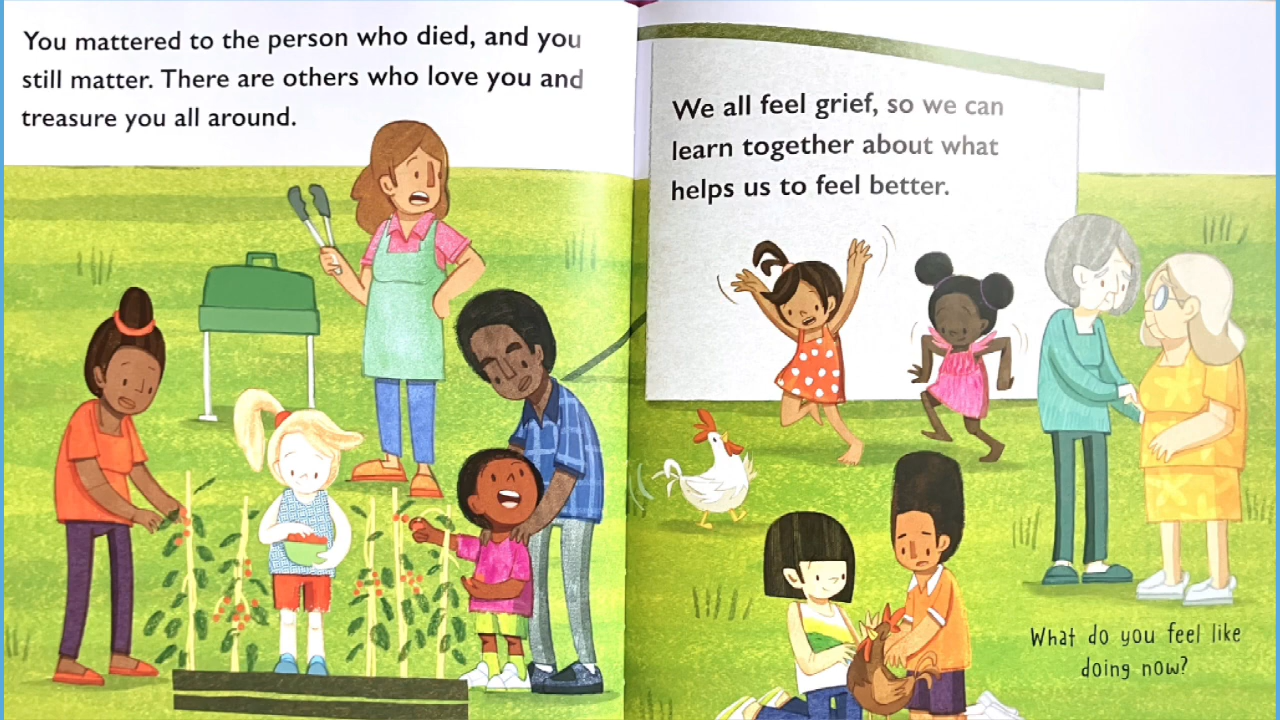 You mattered to the person who died, and you
still matter. There are others who love you and
treasure you all around.
We all feel grief, so we can
learn together about what
helps us to feel better.
What do you feel like
doing now?